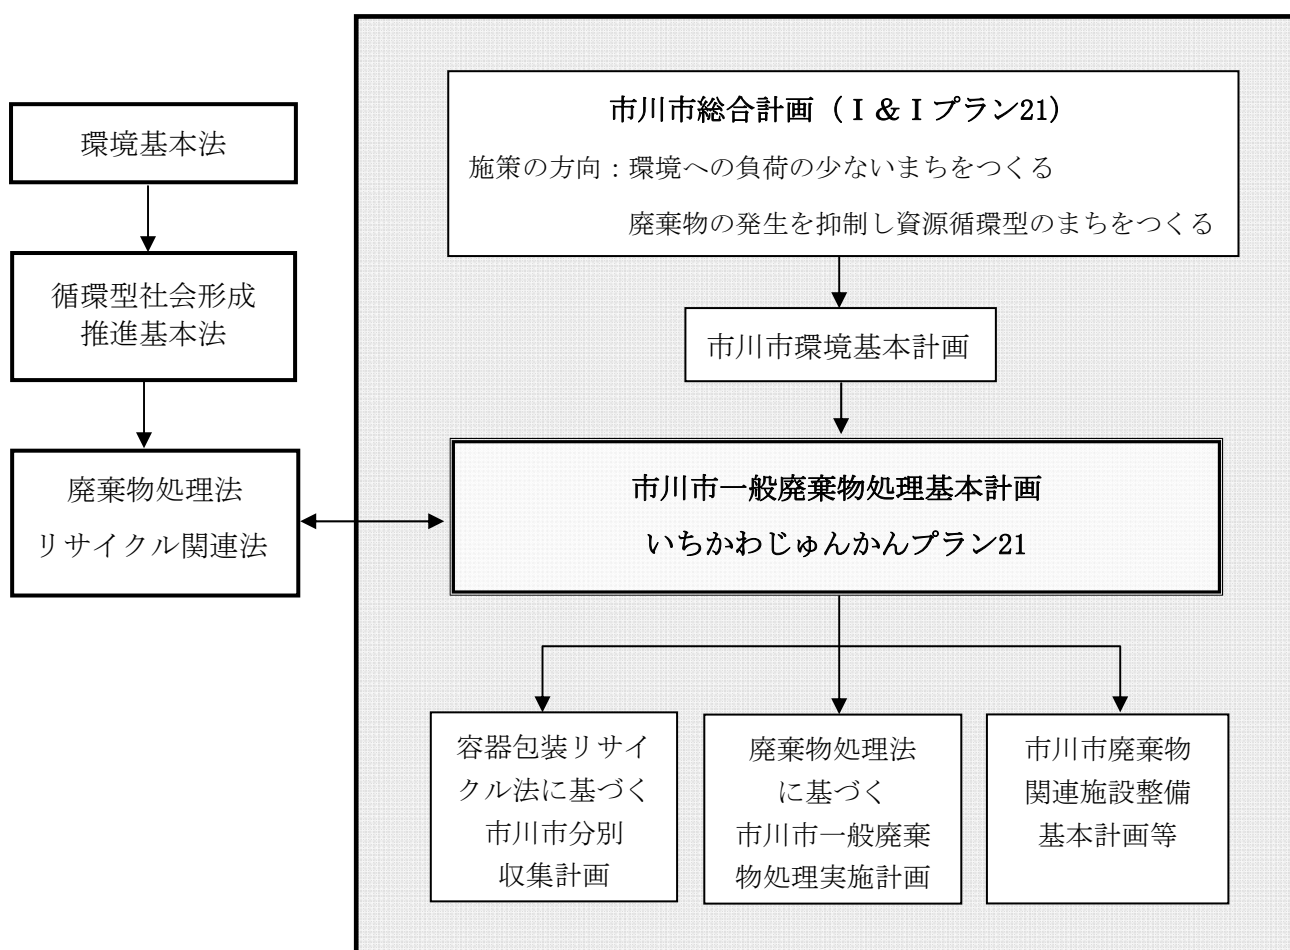 環境基本法
循環型社会形成
推進基本法
廃棄物処理法
リサイクル関連法
市川市総合計画(I&Iプラン21)
施策の方向：環境への負荷の少ないまちをつくる
廃棄物の発生を抑制し資源循環型のまちをつくる
市川市環境基本計画
市川市一般廃棄物処理基本計画
いちかわじゅんかんプラン21
容器包装リサイ
クル法に基づく
市川市分別
収集計画
廃棄物処理法
に基づく
市川市一般廃棄
物処理実施計画
市川市廃棄物
関連施設整備
基本計画等